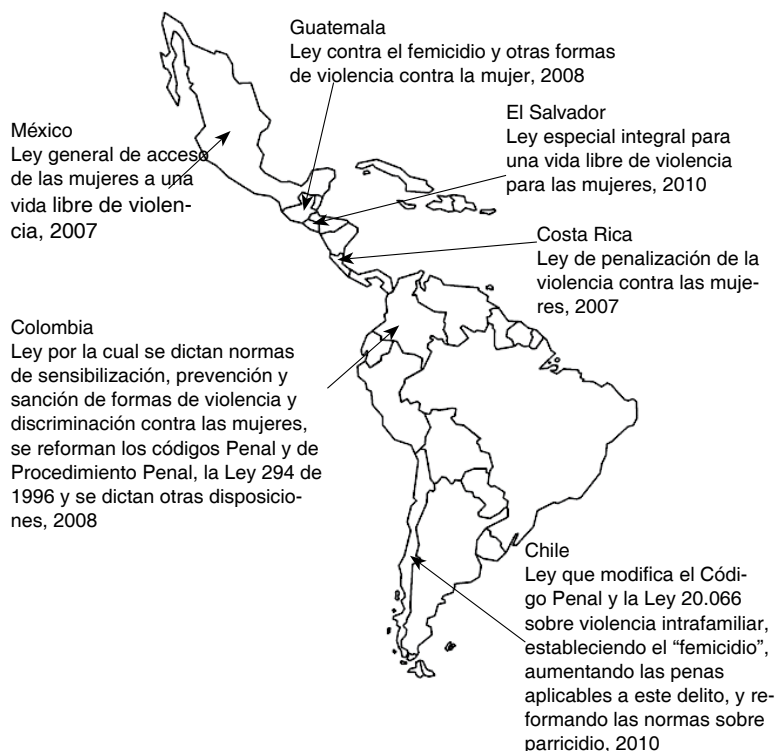 Guatemala
Ley contra el femicidio y otras formas
de violencia contra la mujer, 2008
El Salvador
Ley especial integral para
una vida libre de violencia
para las mujeres, 2010
México
Ley general de acceso
de las mujeres a una
vida libre de violen-
cia, 2007
Costa Rica
Ley de penalización de la
violencia contra las muje-
res, 2007
Colombia
Ley por la cual se dictan normas
de sensibilización, prevención y
sanción de formas de violencia y
discriminación contra las mujeres,
se reforman los códigos Penal y de
Procedimiento Penal, la Ley 294 de
1996 y se dictan otras disposicio-
nes, 2008
Chile
Ley que modifica el Códi-
go Penal y la Ley 20.066
sobre violencia intrafamiliar,
estableciendo el “femicidio”,
aumentando las penas
aplicables a este delito, y re-
formando las normas sobre
parricidio, 2010